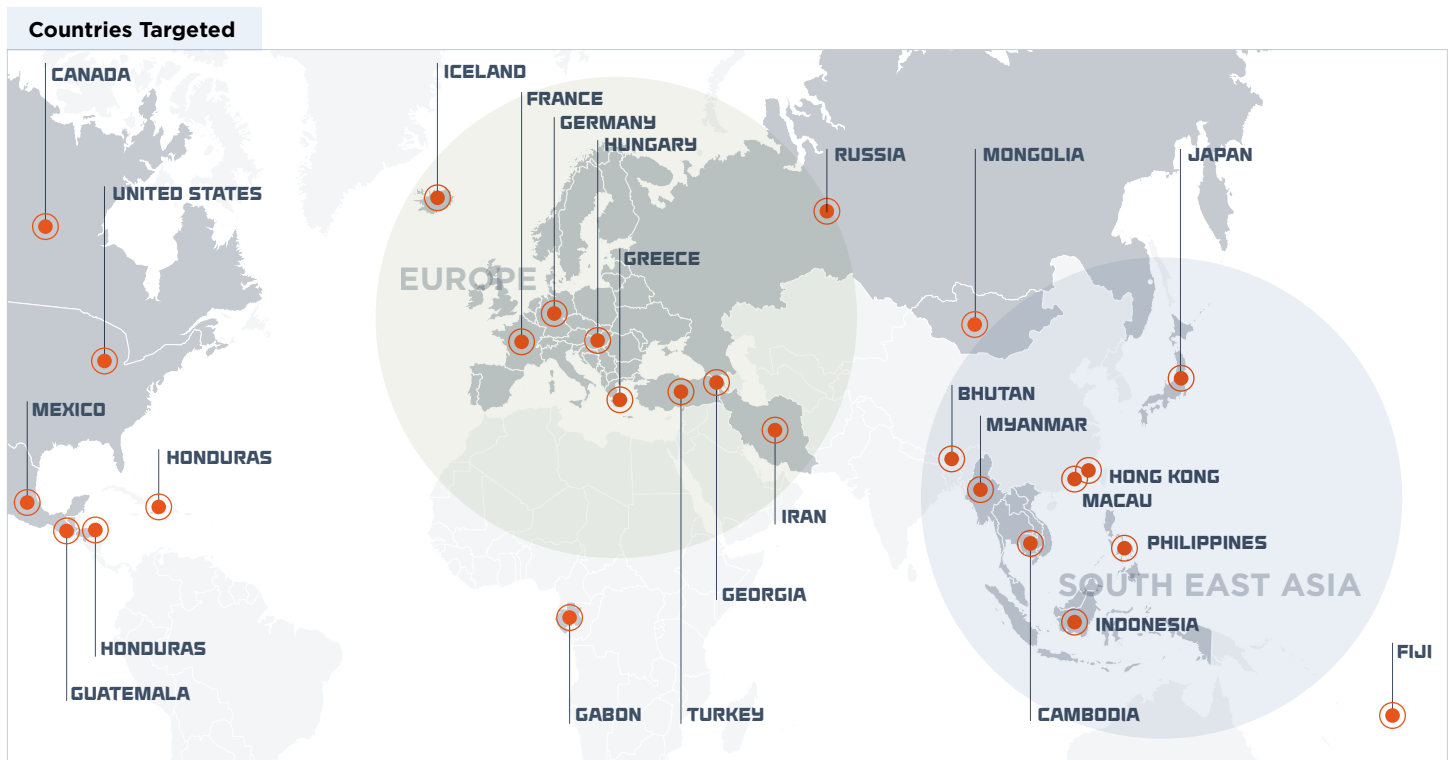 Countries Targeted
CANADA
ICELAND
FRANCE
GERMANY
HUNGARY
RUSSIA
MONGOLIA
JAPAN
UNITED STATES
GREECE
EUROPE
BHUTAN
MEXICO
MYANMAR
HONDURAS
HONG KONG
MACAU
IRAN
PHILIPPINES
SOUTH EAST ASIA
GEORGIA
INDONESIA
HONDURAS
FIJI
GUATEMALA
GABON
TURKEY
CAMBODIA